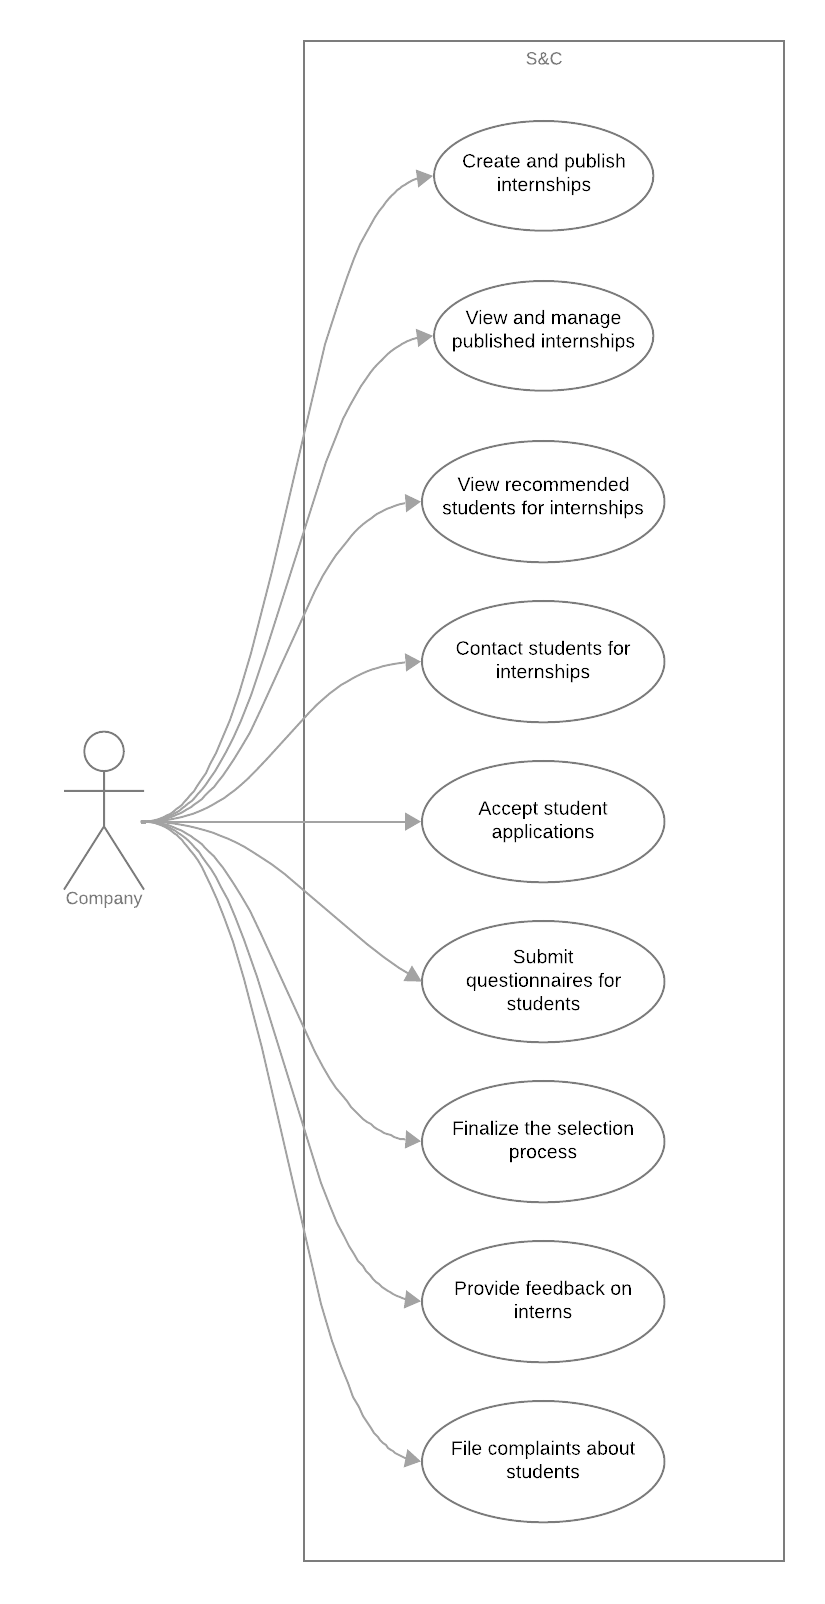 S&C
Create and publish
internships
View and manage
published internships
View recommended
students for internships
Contact students for
internships
Accept student
applications
Company
Submit
questionnaires for
students
Finalize the selection
process
Provide feedback on
interns
File complaints about
students